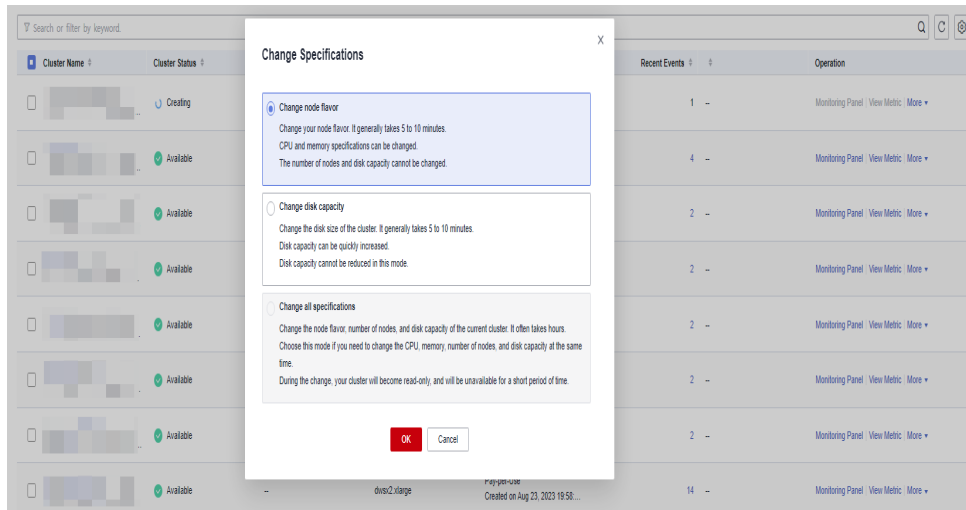 Search or filter by keyword.
Cluster Name Cluster Status Recent Events Operation
Change Specifications X
Change node flavor
Change your node flavor. It generally takes 5 to 10 minutes.
CPU and memory specifications can be changed.
The number of nodes and disk capacity cannot be changed.
Change disk capacity
Change the disk size of the cluster. It generally takes 5 to 10 minutes.
Disk capacity can be quickly increased.
Disk capacity cannot be reduced in this mode.
Change all specifications
Change the node flavor, number of nodes, and disk capacity of the current cluster. It often takes hours.
Choose this mode if you need to change the CPU, memory, number of nodes, and disk capacity at the same
time.
During the change, your cluster will become read-only, and will be unavailable for a short period of time.
OK Cancel
... Creating 1 -- Monitoring Panel View Metric More
... Available 4 -- Monitoring Panel View Metric More
Available 2 -- Monitoring Panel View Metric More
Available 2 -- Monitoring Panel View Metric More
Available 2 -- Monitoring Panel View Metric More
Available 2 -- Monitoring Panel View Metric More
Available 2 -- Monitoring Panel View Metric More
Available -- dwsx2.xlarge Pay-per-Use 14 -- Monitoring Panel View Metric More
Created on Aug 23, 2023 19:58:...